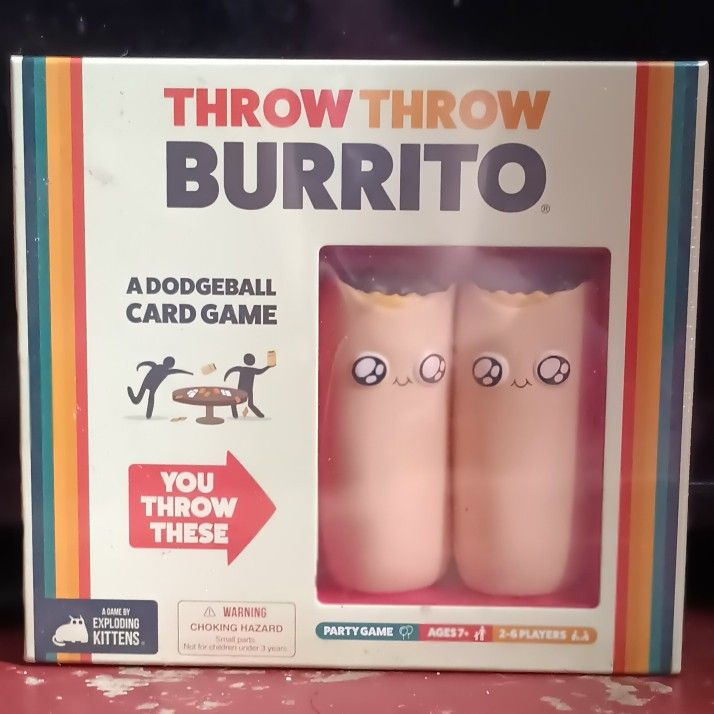 THROW THROW
BURRITO®
A DODGEBALL
CARD GAME
YOU
THROW
THESE
A GAME BY
EXPLODING
KITTENS®
⚠ WARNING
CHOKING HAZARD
Small parts.
Not for children under 3 years.
PARTY GAME
AGES 7+
2-6 PLAYERS